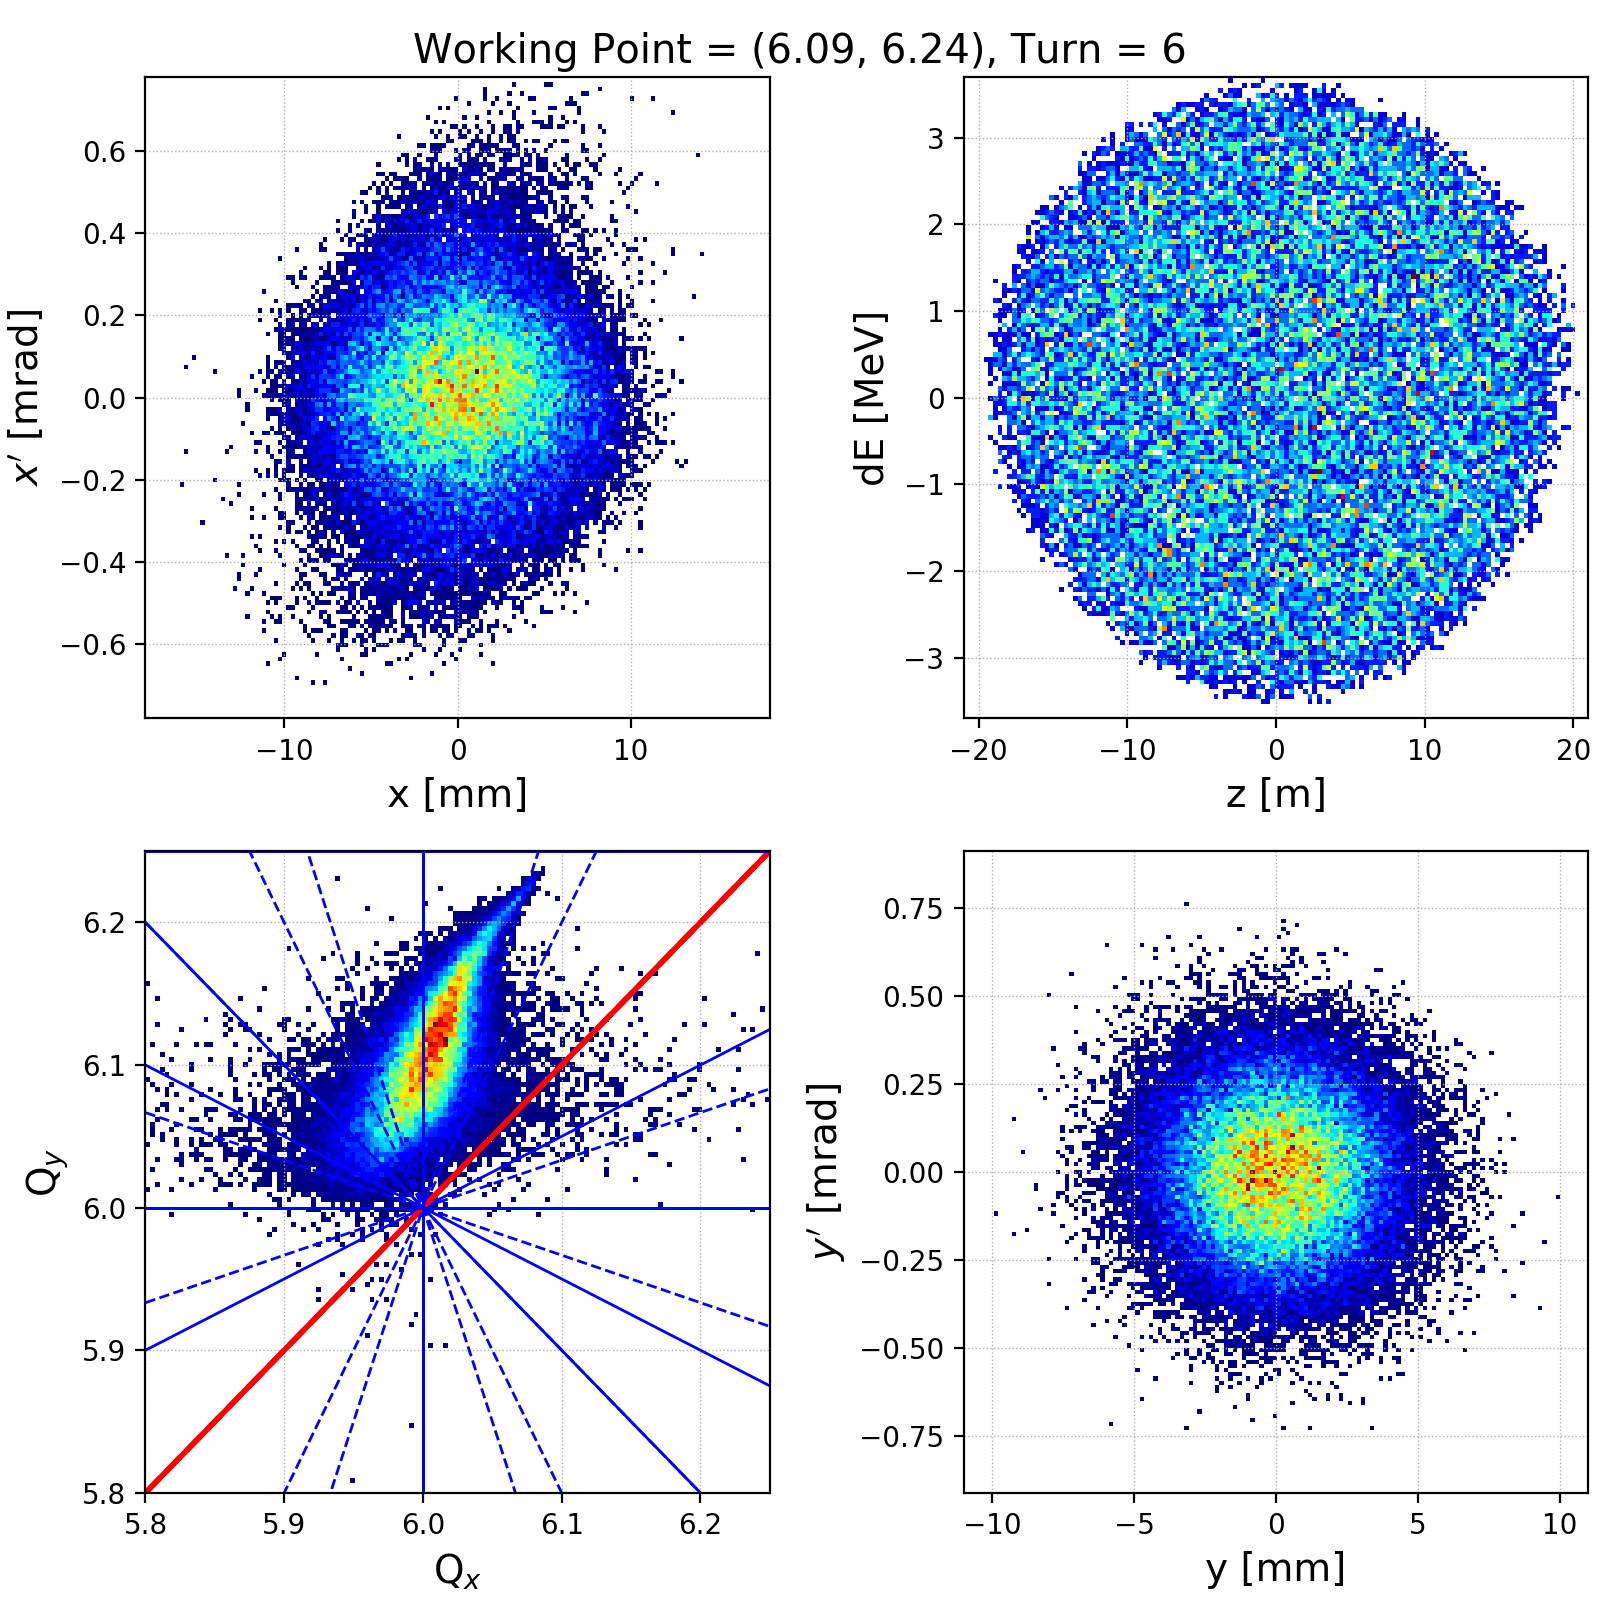 Working Point = (6.09, 6.24), Turn = 6
0.6
0.4
0.2
0.0
−0.2
−0.4
−0.6
x′ [mrad]
−10 0 10
x [mm]
3
2
1
0
−1
−2
−3
dE [MeV]
−20 −10 0 10 20
z [m]
6.2
6.1
6.0
5.9
5.8
Qy
5.8 5.9 6.0 6.1 6.2
Qx
0.75
0.50
0.25
0.00
−0.25
−0.50
−0.75
y′ [mrad]
−10 −5 0 5 10
y [mm]